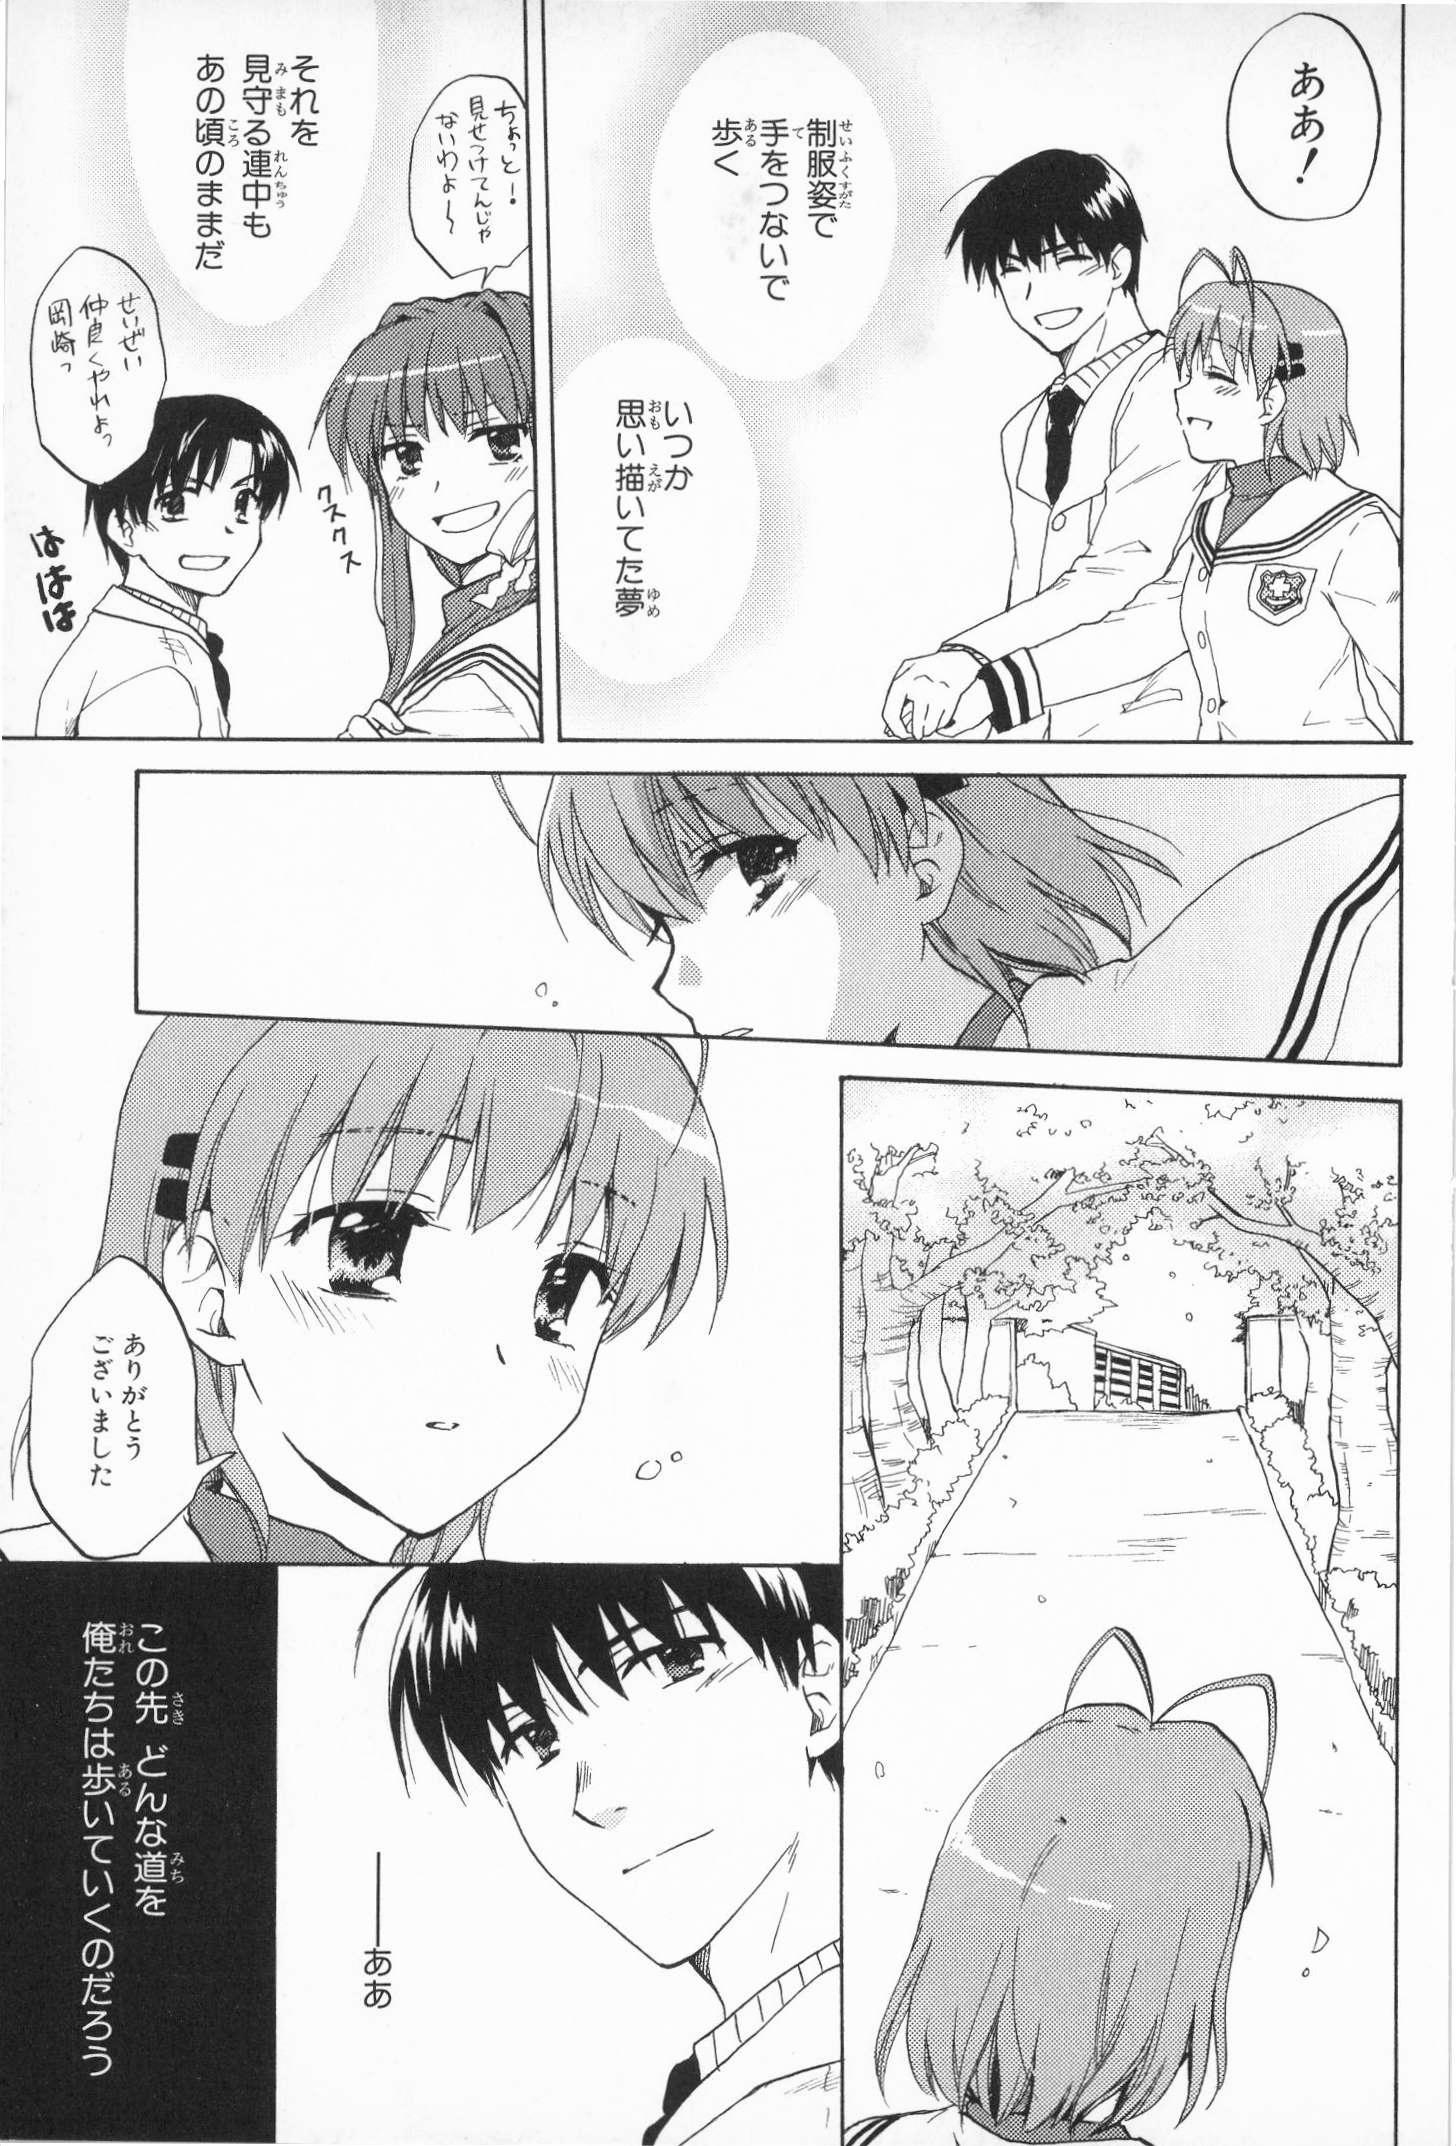 ああ！
制服姿で
手をつないで
歩く
いつか
思い描いてた夢
ちょっと！
見せつけてんじゃ
ないわよ〜
それを
見守る連中も
あの頃のままだ
クスクス
せいぜい
仲良くやれよっ
岡崎っ
ははは
ありがとう
ございました
――ああ
この先 どんな道を
俺たちは歩いていくのだろう